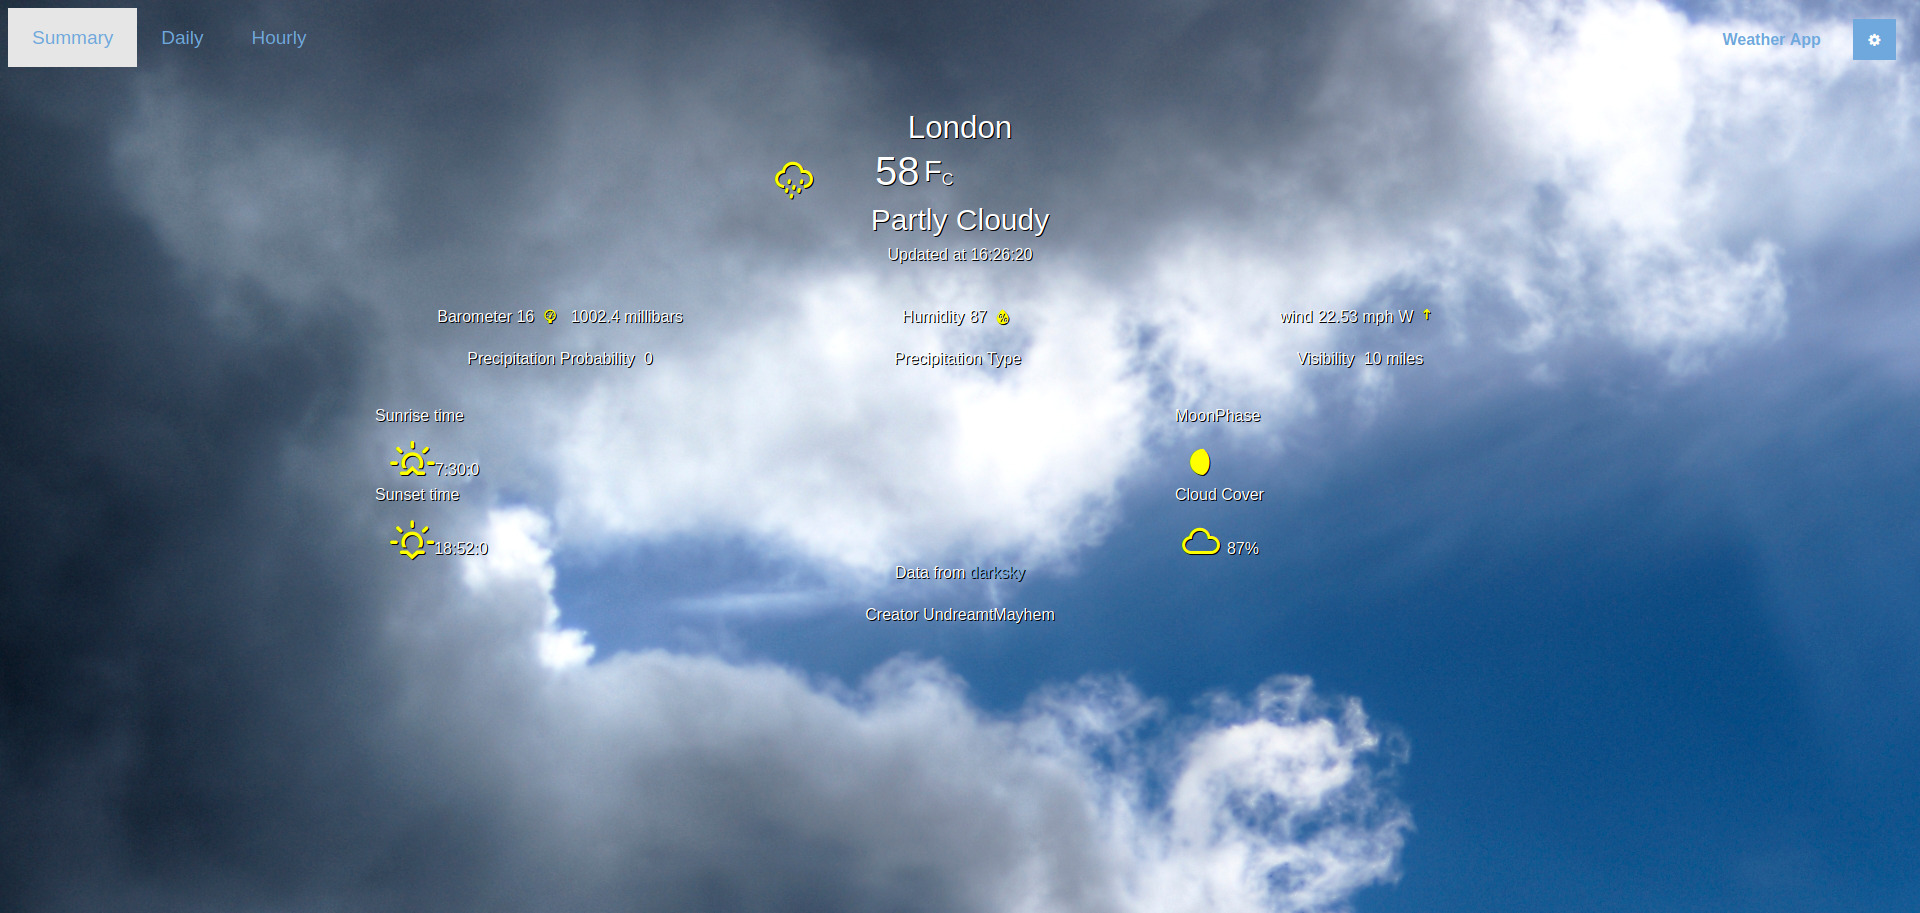 Summary Daily Hourly Weather App
London
58 F C
Partly Cloudy
Updated at 16:26:20
Barometer 16 1002.4 millibars Humidity 87 % wind 22.53 mph W
Precipitation Probability 0 Precipitation Type Visibility 10 miles
Sunrise time MoonPhase
7:30:0
Sunset time Cloud Cover
18:52:0 87%
Data from darksky
Creator UndreamtMayhem